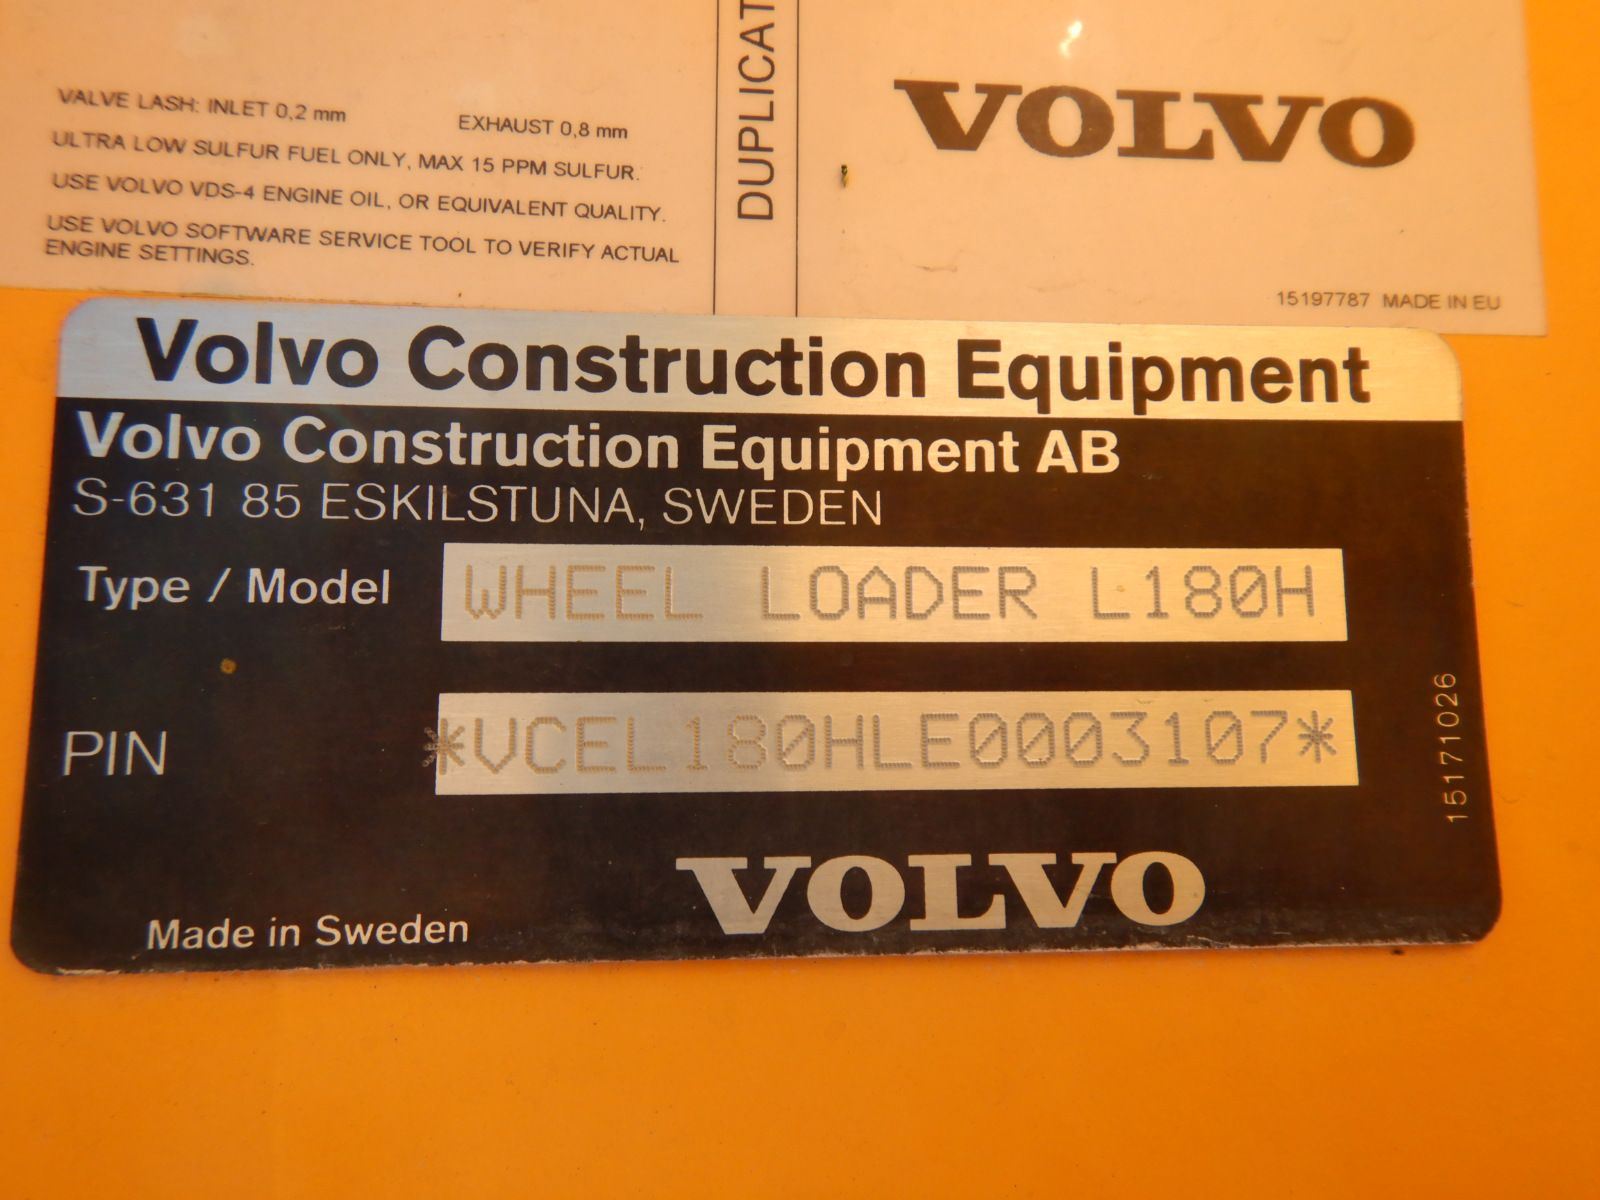 VALVE LASH: INLET 0,2 mm EXHAUST 0,8 mm
ULTRA LOW SULFUR FUEL ONLY, MAX 15 PPM SULFUR.
USE VOLVO VDS-4 ENGINE OIL, OR EQUIVALENT QUALITY.
USE VOLVO SOFTWARE SERVICE TOOL TO VERIFY ACTUAL
ENGINE SETTINGS.
DUPLICAT
VOLVO
15197787 MADE IN EU
Volvo Construction Equipment
Volvo Construction Equipment AB
S-631 85 ESKILSTUNA, SWEDEN
Type / Model WHEEL LOADER L180H
PIN *VCEL180HLE0003107*
15171026
Made in Sweden
VOLVO